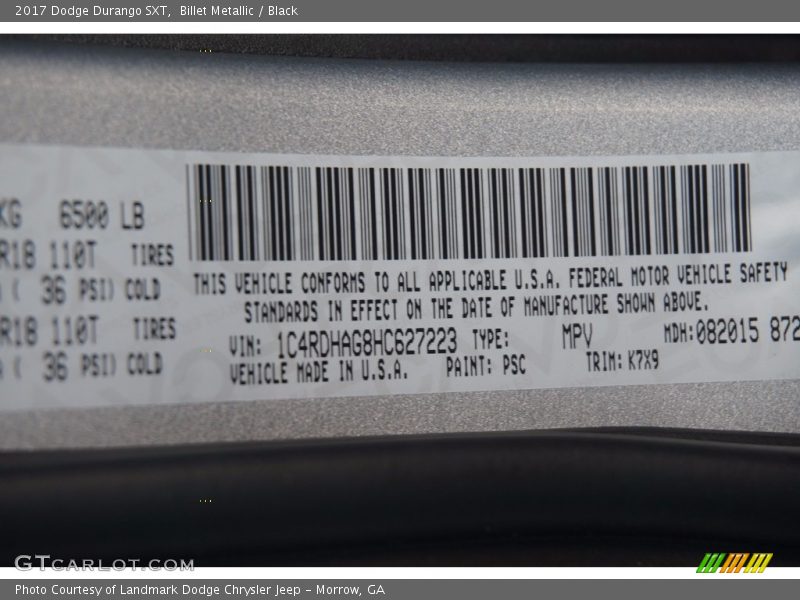 2017 Dodge Durango SXT, Billet Metallic / Black
KG 6500 LB
R18 110T TIRES
( 36 PSI) COLD
R18 110T TIRES
( 36 PSI) COLD
THIS VEHICLE CONFORMS TO ALL APPLICABLE U.S.A. FEDERAL MOTOR VEHICLE SAFETY
STANDARDS IN EFFECT ON THE DATE OF MANUFACTURE SHOWN ABOVE.
VIN: 1C4RDHAG8HC627223 TYPE: MPV MDH:082015 872
VEHICLE MADE IN U.S.A. PAINT: PSC TRIM: K7X9
GTCARLOT.COM
Photo Courtesy of Landmark Dodge Chrysler Jeep – Morrow, GA